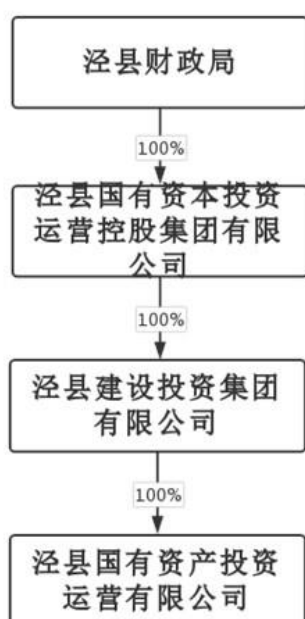 泾县财政局
100%
泾县国有资本投资
运营控股集团有限
公司
100%
泾县建设投资集团
有限公司
100%
泾县国有资产投资
运营有限公司